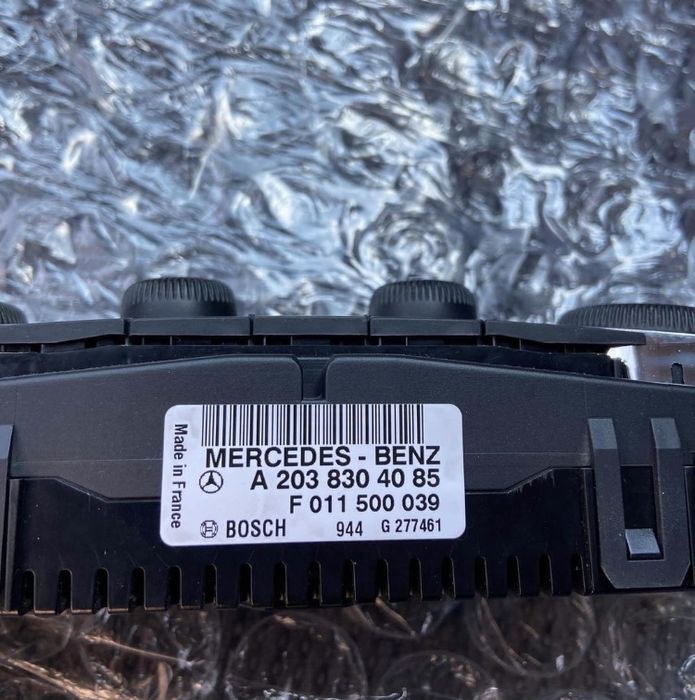 Made in France
MERCEDES - BENZ
A 203 830 40 85
F 011 500 039
BOSCH 944 G 277461